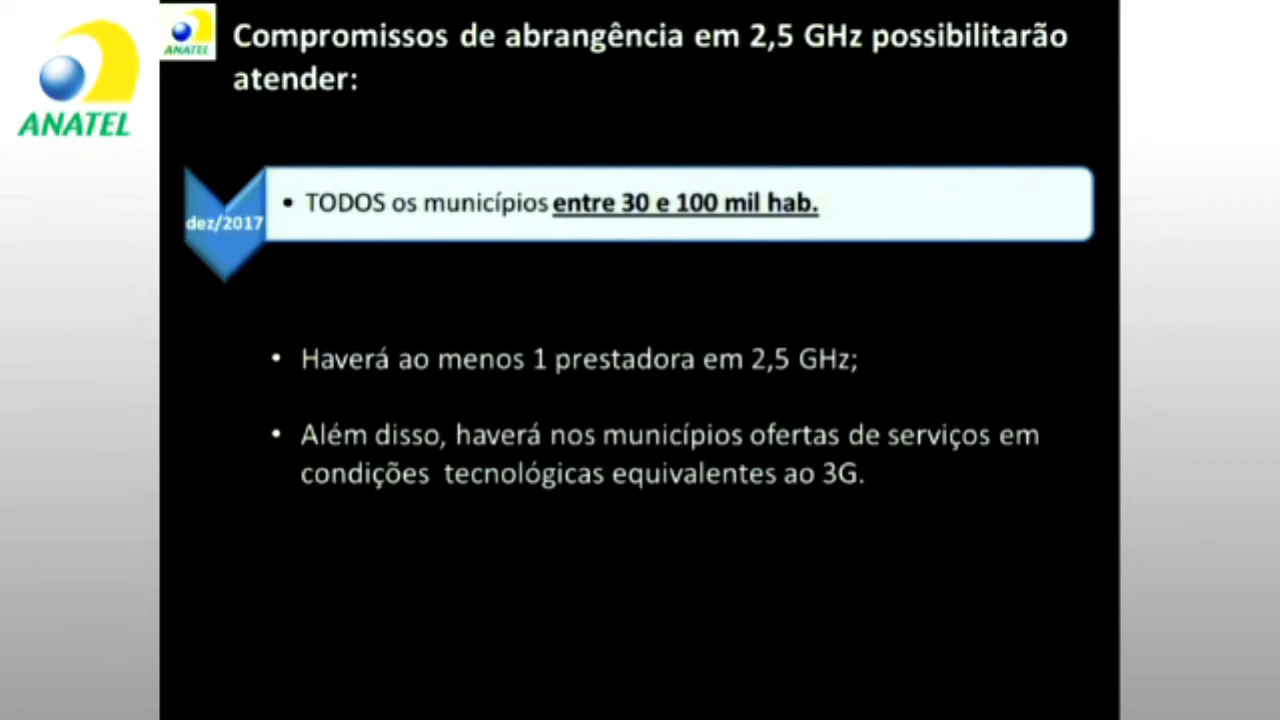 ANATEL
ANATEL
Compromissos de abrangência em 2,5 GHz possibilitarão
atender:
dez/2017
• TODOS os municípios entre 30 e 100 mil hab.
• Haverá ao menos 1 prestadora em 2,5 GHz;
• Além disso, haverá nos municípios ofertas de serviços em
condições tecnológicas equivalentes ao 3G.